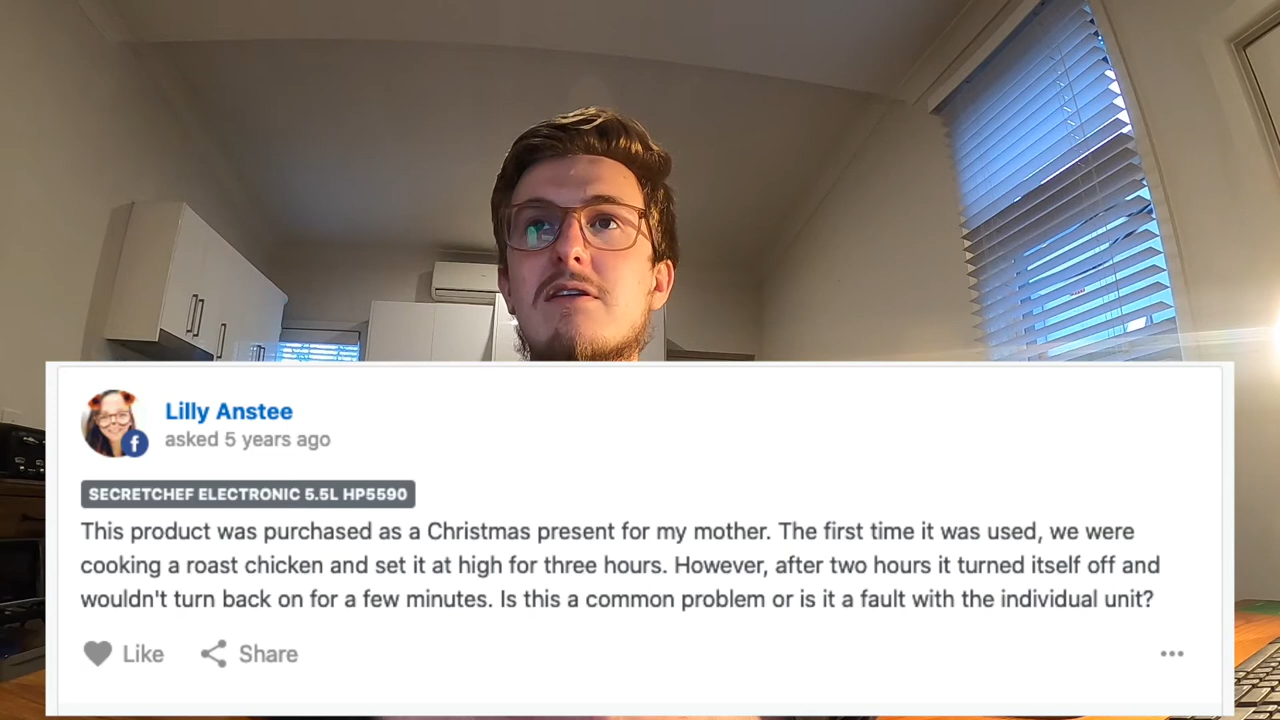 Lilly Anstee
asked 5 years ago
SECRETCHEF ELECTRONIC 5.5L HP5590
This product was purchased as a Christmas present for my mother. The first time it was used, we were
cooking a roast chicken and set it at high for three hours. However, after two hours it turned itself off and
wouldn't turn back on for a few minutes. Is this a common problem or is it a fault with the individual unit?
Like Share